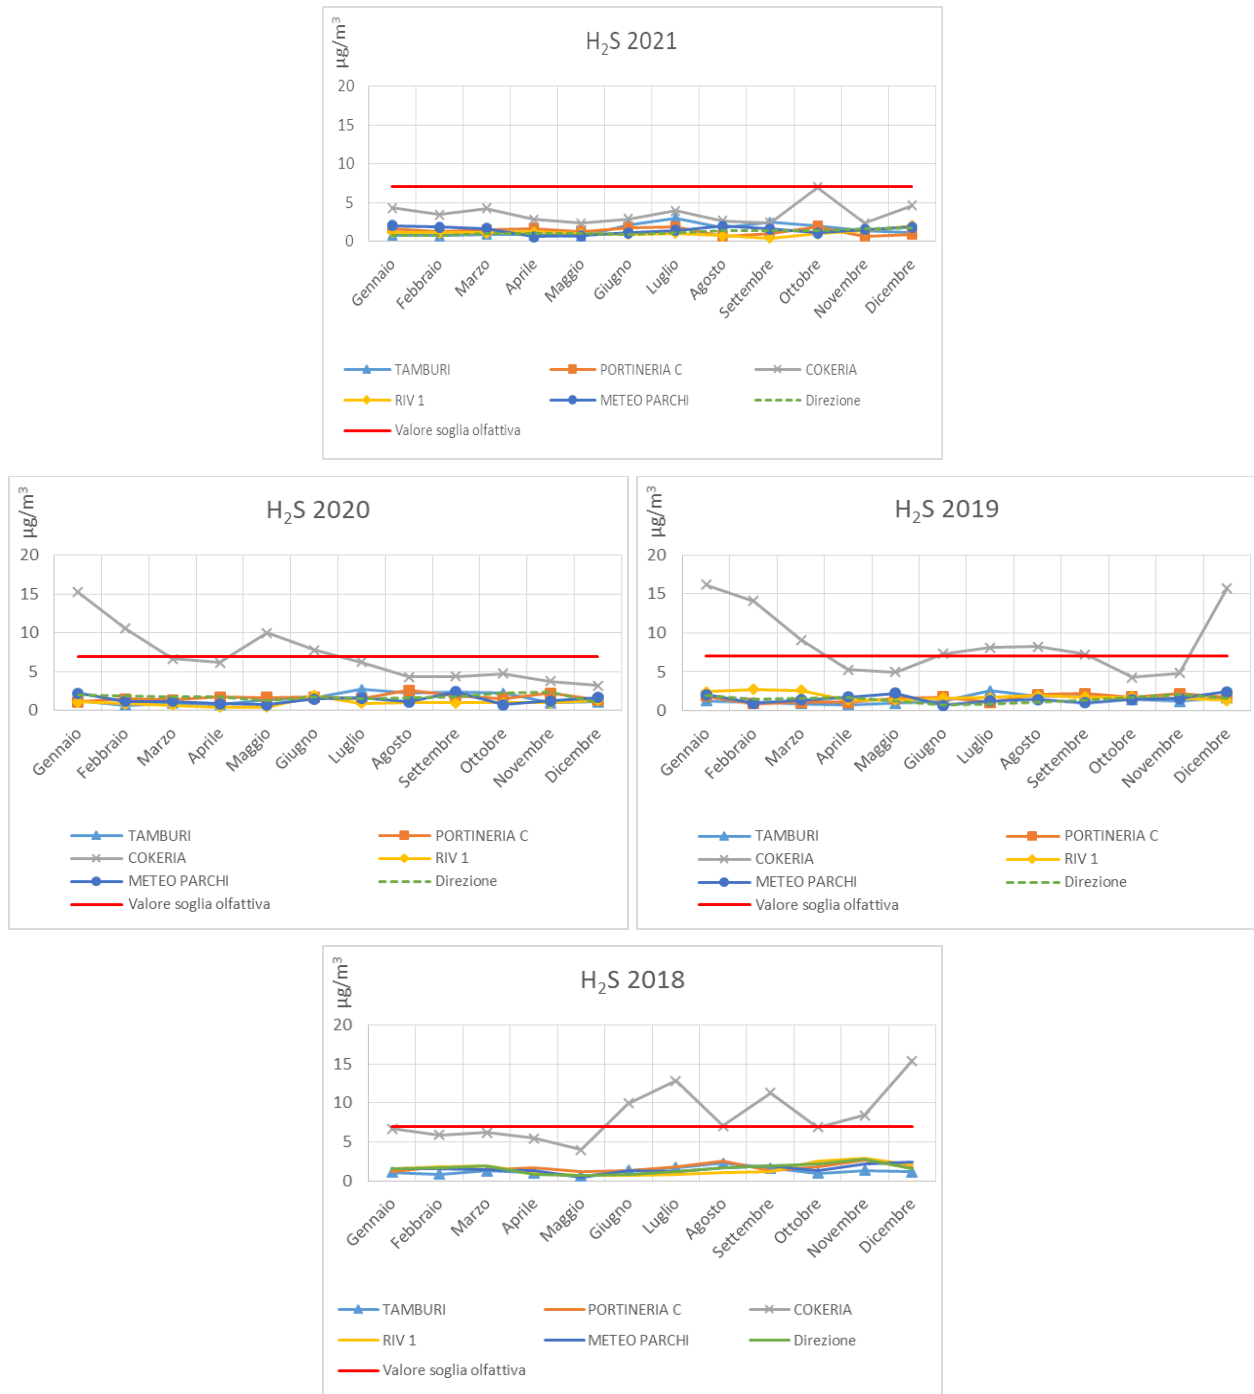 µg/m³
H₂S 2021
20
15
10
5
0
Gennaio
Febbraio
Marzo
Aprile
Maggio
Giugno
Luglio
Agosto
Settembre
Ottobre
Novembre
Dicembre
TAMBURI PORTINERIA C COKERIA
RIV 1 METEO PARCHI Direzione
Valore soglia olfattiva
µg/m³
H₂S 2020
20
15
10
5
0
Gennaio
Febbraio
Marzo
Aprile
Maggio
Giugno
Luglio
Agosto
Settembre
Ottobre
Novembre
Dicembre
TAMBURI PORTINERIA C
COKERIA RIV 1
METEO PARCHI Direzione
Valore soglia olfattiva
µg/m³
H₂S 2019
20
15
10
5
0
Gennaio
Febbraio
Marzo
Aprile
Maggio
Giugno
Luglio
Agosto
Settembre
Ottobre
Novembre
Dicembre
TAMBURI PORTINERIA C
COKERIA RIV 1
METEO PARCHI Direzione
Valore soglia olfattiva
µg/m³
H₂S 2018
20
15
10
5
0
Gennaio
Febbraio
Marzo
Aprile
Maggio
Giugno
Luglio
Agosto
Settembre
Ottobre
Novembre
Dicembre
TAMBURI PORTINERIA C COKERIA
RIV 1 METEO PARCHI Direzione
Valore soglia olfattiva